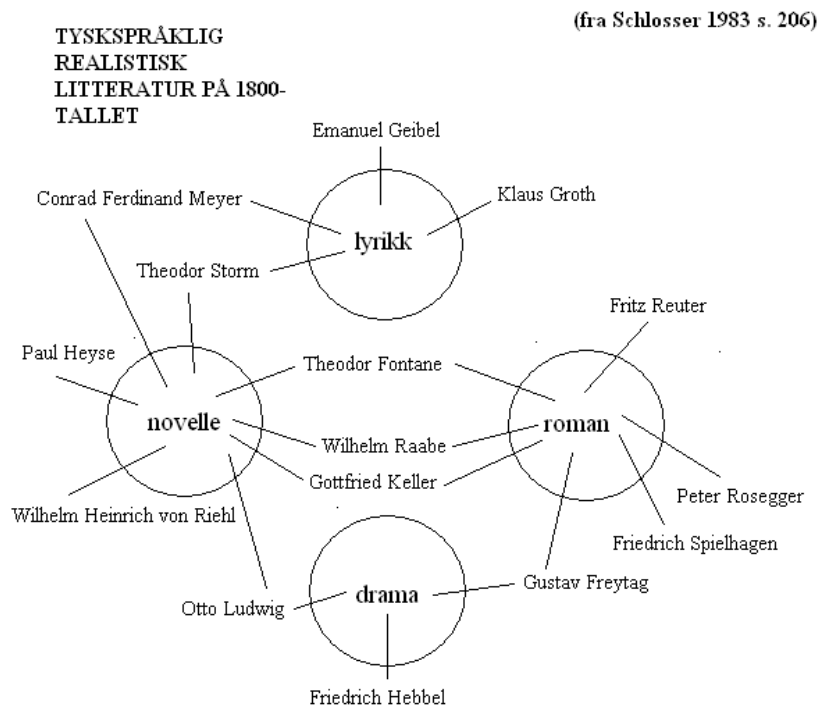 (fra Schlosser 1983 s. 206)
TYSKSPRÅKLIG
REALISTISK
LITTERATUR PÅ 1800-
TALLET
Emanuel Geibel
Conrad Ferdinand Meyer
Klaus Groth
lyrikk
Theodor Storm
Fritz Reuter
Paul Heyse
Theodor Fontane
novelle
roman
Wilhelm Raabe
Gottfried Keller
Peter Rosegger
Wilhelm Heinrich von Riehl
Friedrich Spielhagen
Gustav Freytag
drama
Otto Ludwig
Friedrich Hebbel